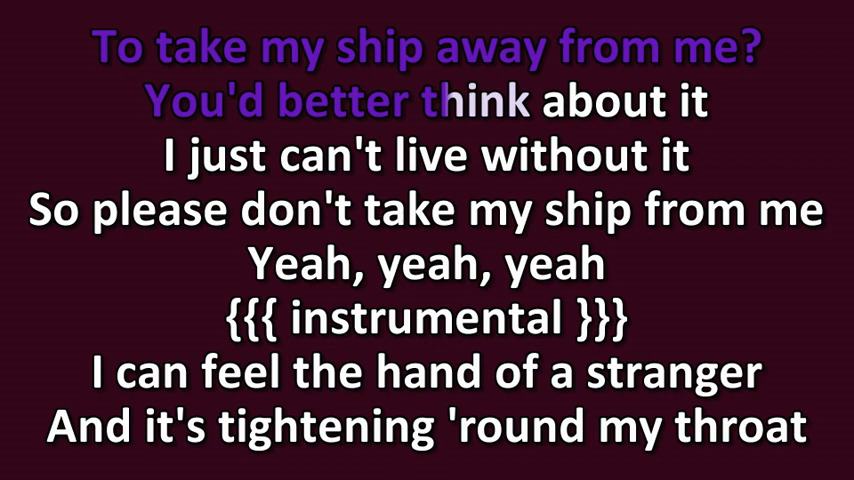 To take my ship away from me?
You'd better think about it
I just can't live without it
So please don't take my ship from me
Yeah, yeah, yeah
{{{ instrumental }}}
I can feel the hand of a stranger
And it's tightening 'round my throat